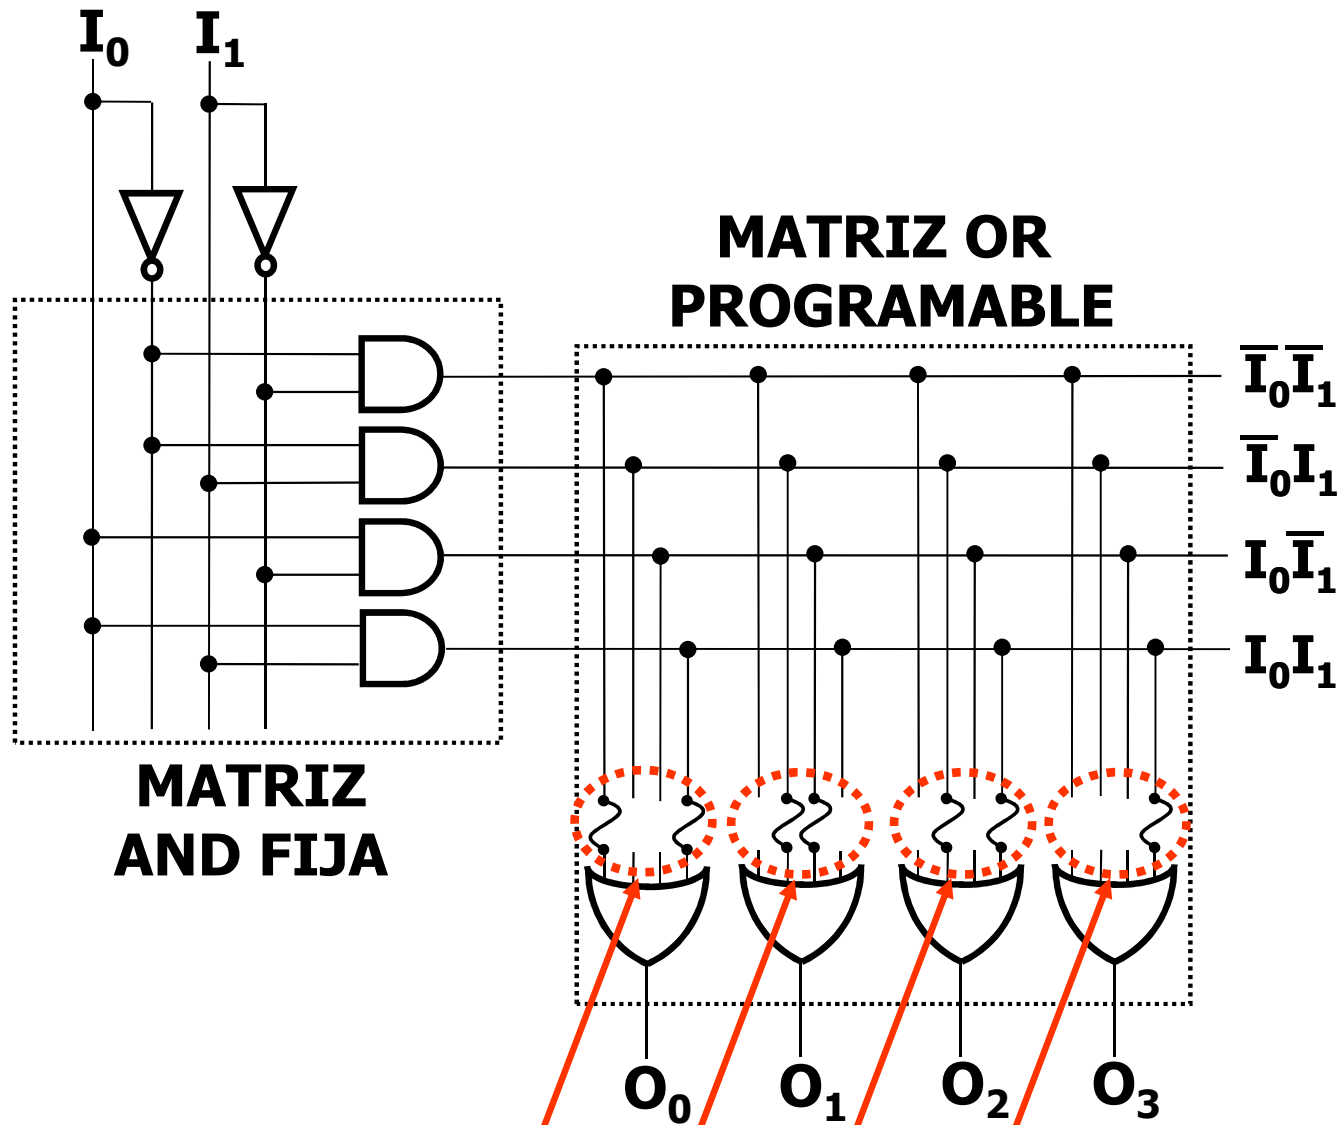 I₀ I₁
MATRIZ OR
PROGRAMABLE
I̅₀I̅₁
I̅₀I₁
I₀I̅₁
I₀I₁
MATRIZ
AND FIJA
O₀ O₁ O₂ O₃